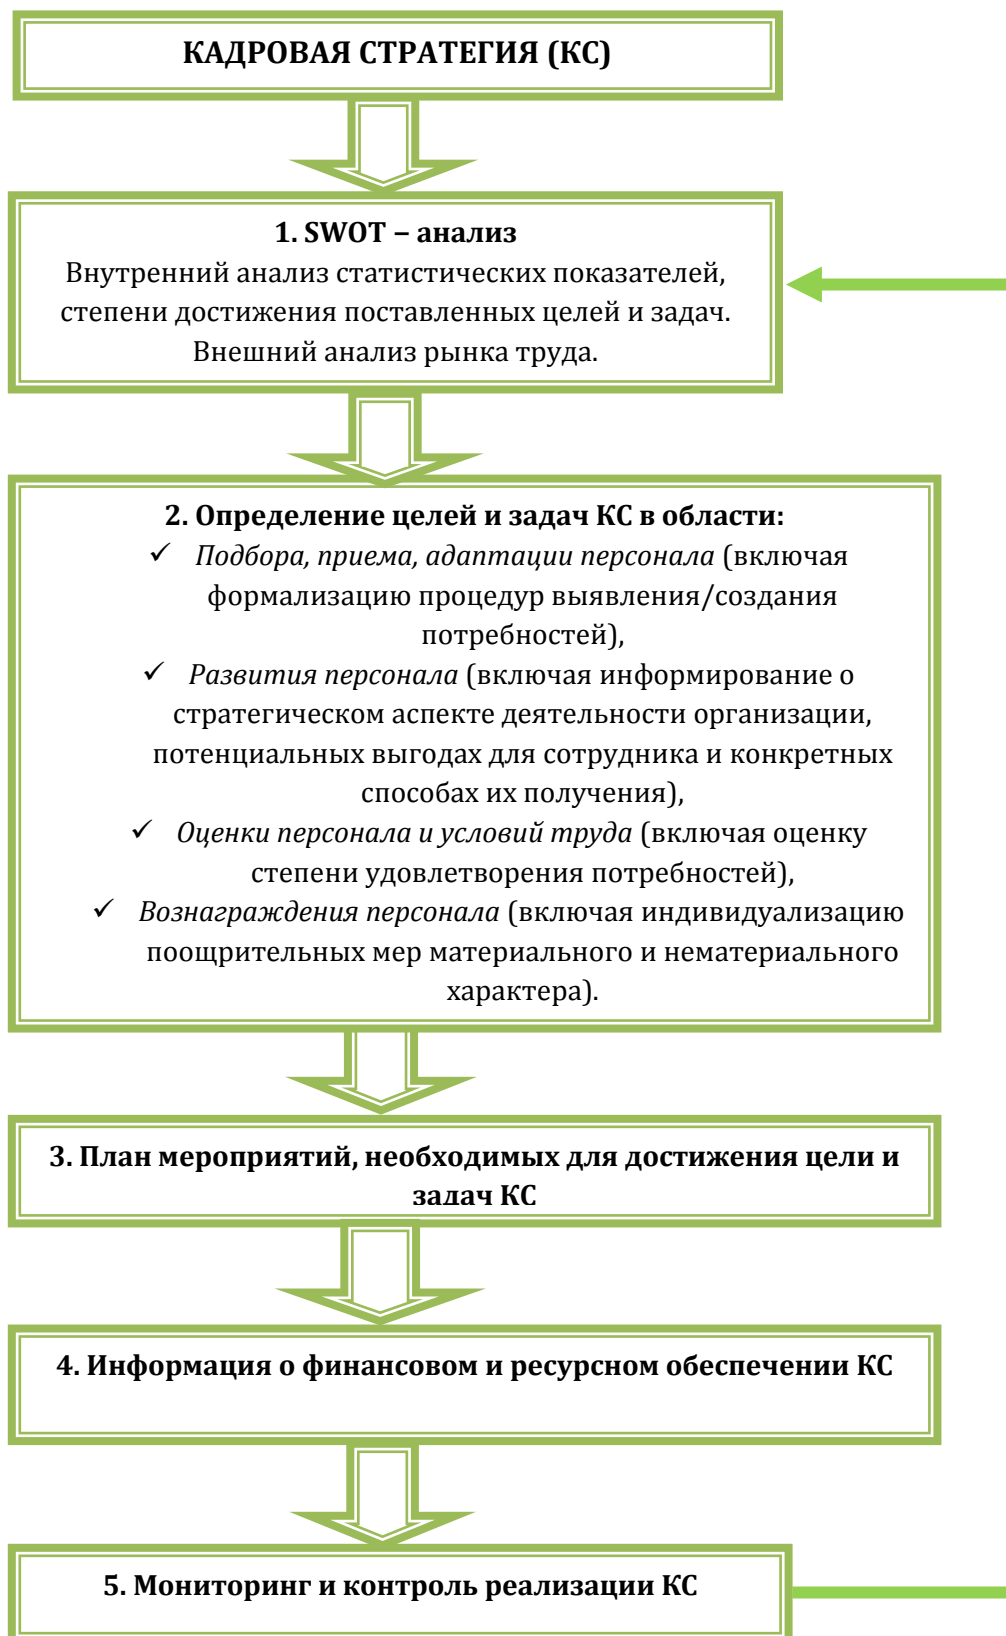 КАДРОВАЯ СТРАТЕГИЯ (КС)
1. SWOT – анализ
Внутренний анализ статистических показателей,
степени достижения поставленных целей и задач.
Внешний анализ рынка труда.
2. Определение целей и задач КС в области:
✓ Подбора, приема, адаптации персонала (включая
формализацию процедур выявления/создания
потребностей),
✓ Развития персонала (включая информирование о
стратегическом аспекте деятельности организации,
потенциальных выгодах для сотрудника и конкретных
способах их получения),
✓ Оценки персонала и условий труда (включая оценку
степени удовлетворения потребностей),
✓ Вознаграждения персонала (включая индивидуализацию
поощрительных мер материального и нематериального
характера).
3. План мероприятий, необходимых для достижения цели и
задач КС
4. Информация о финансовом и ресурсном обеспечении КС
5. Мониторинг и контроль реализации КС